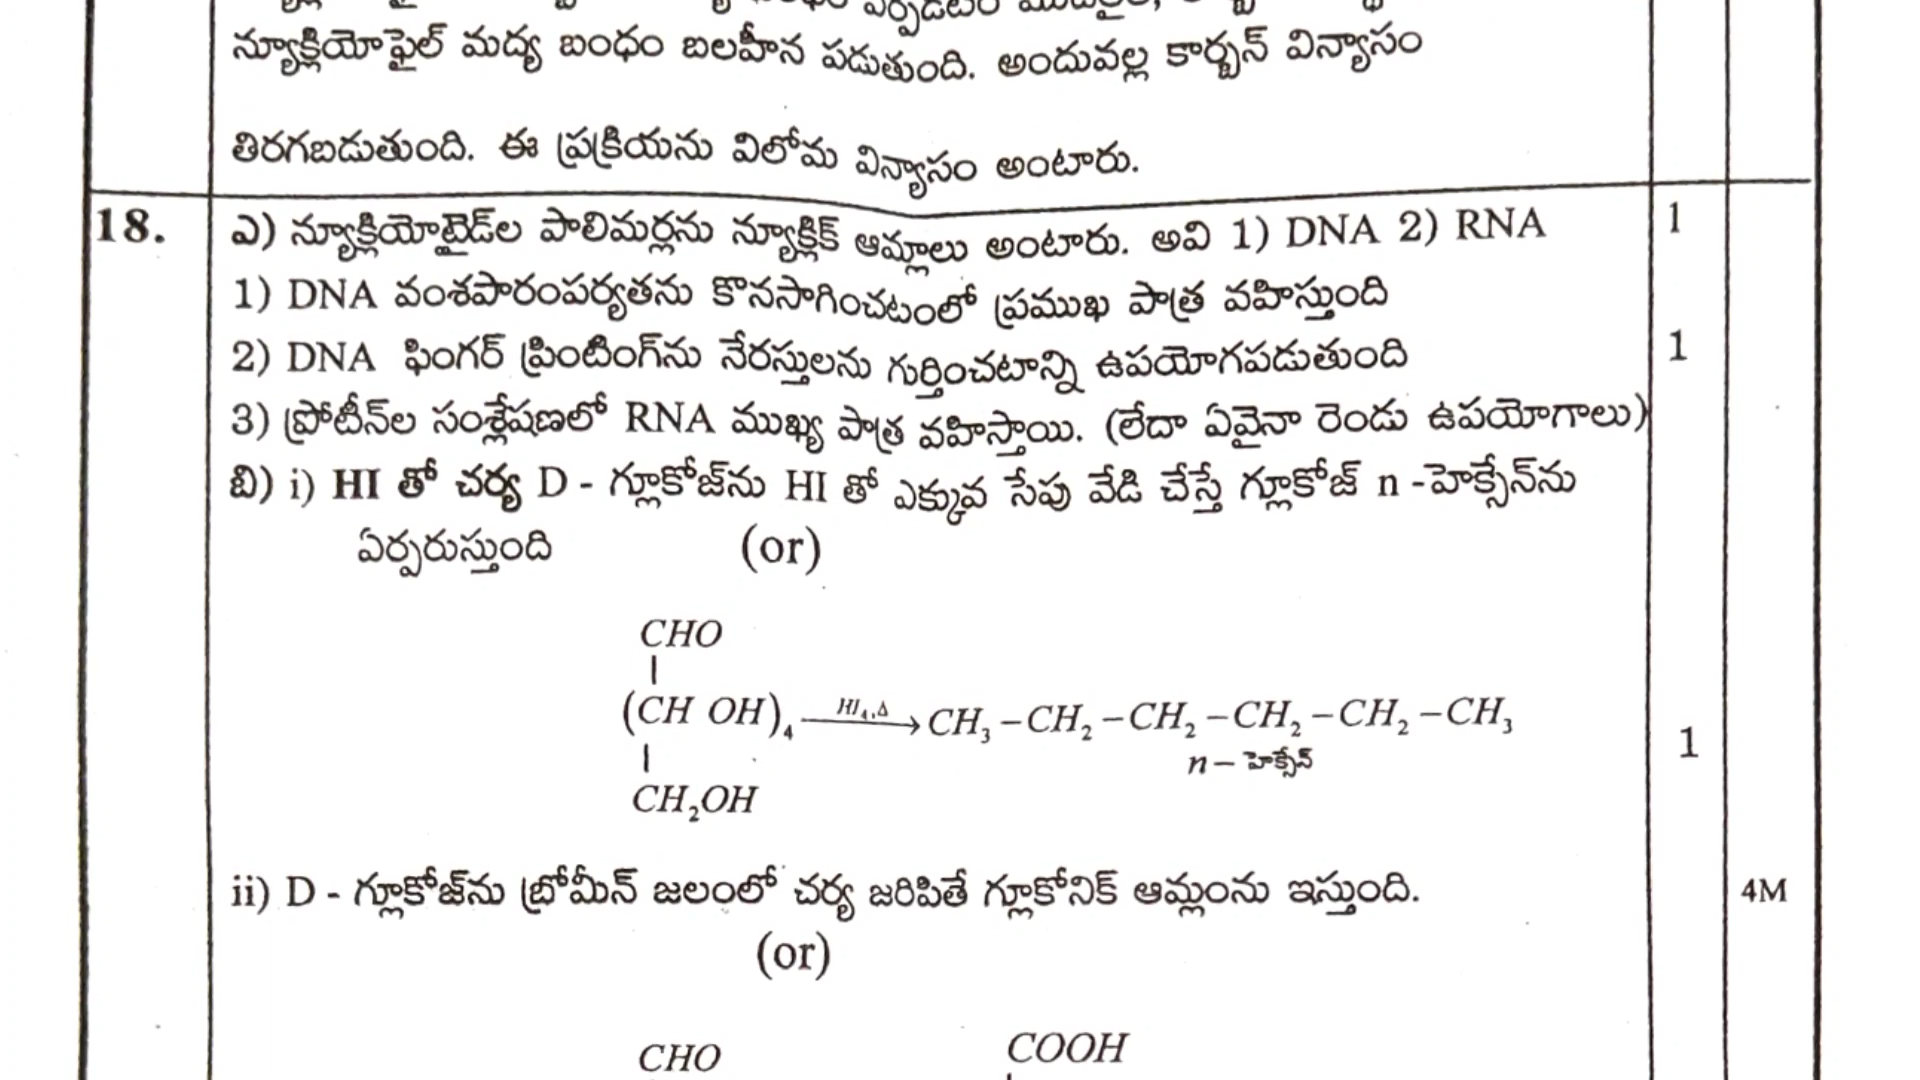 న్యూక్లియోఫైల్ మద్య బంధం బలహీన పడుతుంది. అందువల్ల కార్బన్ విన్యాసం
తిరగబడుతుంది. ఈ ప్రక్రియను విలోమ విన్యాసం అంటారు.
18. ఎ) న్యూక్లియోటైడ్‌ల పాలిమర్లను న్యూక్లిక్ ఆమ్లాలు అంటారు. అవి 1) DNA 2) RNA 1
1) DNA వంశపారంపర్యతను కొనసాగించటంలో ప్రముఖ పాత్ర వహిస్తుంది
2) DNA ఫింగర్ ప్రింటింగ్‌ను నేరస్తులను గుర్తించటాన్ని ఉపయోగపడుతుంది 1
3) ప్రోటీన్‌ల సంశ్లేషణలో RNA ముఖ్య పాత్ర వహిస్తాయి. (లేదా ఏవైనా రెండు ఉపయోగాలు)
బి) i) HI తో చర్య D - గ్లూకోజ్‌ను HI తో ఎక్కువ సేపు వేడి చేస్తే గ్లూకోజ్ n -హెక్సేన్‌ను
ఏర్పరుస్తుంది (or)
CHO
(CH OH)₄ HI₄,Δ → CH₃ – CH₂ – CH₂ – CH₂ – CH₂ – CH₃
n – హెక్సేన్ 1
CH₂OH
ii) D - గ్లూకోజ్‌ను బ్రోమీన్ జలంలో చర్య జరిపితే గ్లూకోనిక్ ఆమ్లంను ఇస్తుంది. 4M
(or)
CHO COOH